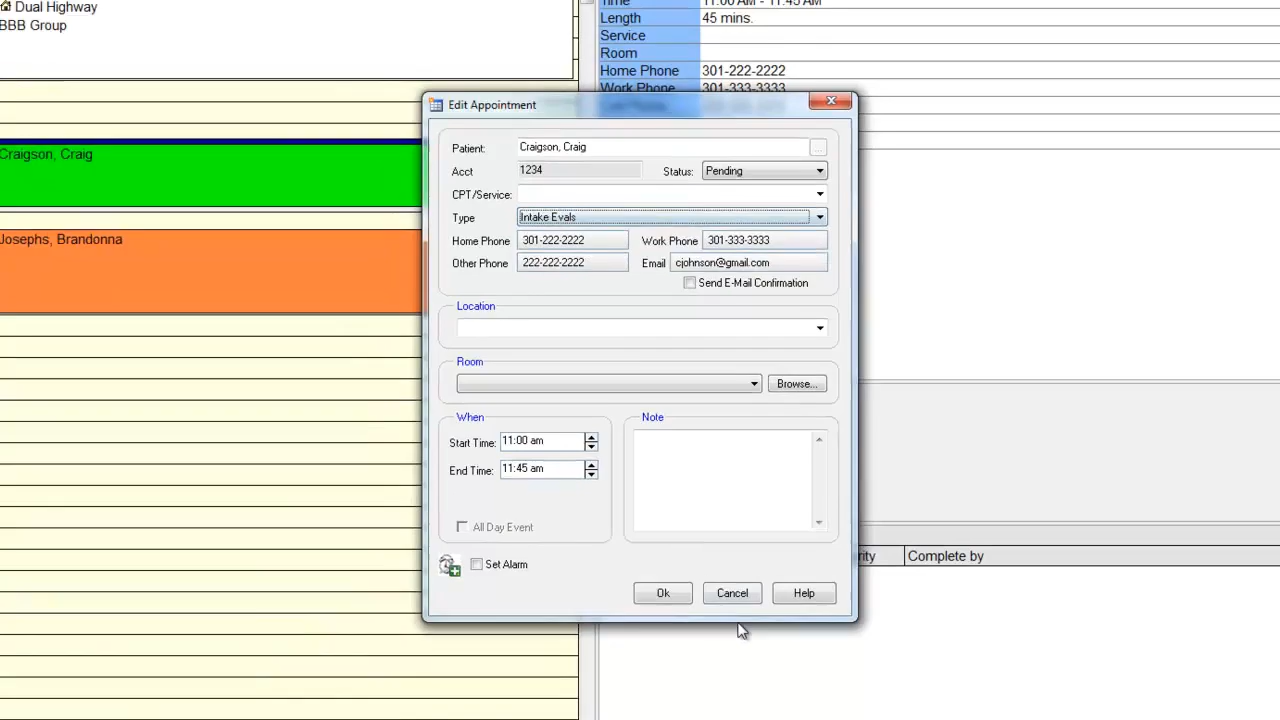 Dual Highway
BBB Group
Time 11:00 AM - 11:45 AM
Length 45 mins.
Service
Room
Home Phone 301-222-2222
Work Phone 301-333-3333
Edit Appointment
Craigson, Craig
Josephs, Brandonna
Patient: Craigson, Craig ...
Acct 1234 Status: Pending
CPT/Service:
Type Intake Evals
Home Phone 301-222-2222 Work Phone 301-333-3333
Other Phone 222-222-2222 Email cjohnson@gmail.com
Send E-Mail Confirmation
Location
Room
Browse...
When
Start Time: 11:00 am
End Time: 11:45 am
All Day Event
Note
Set Alarm
Ok Cancel Help
Complete by